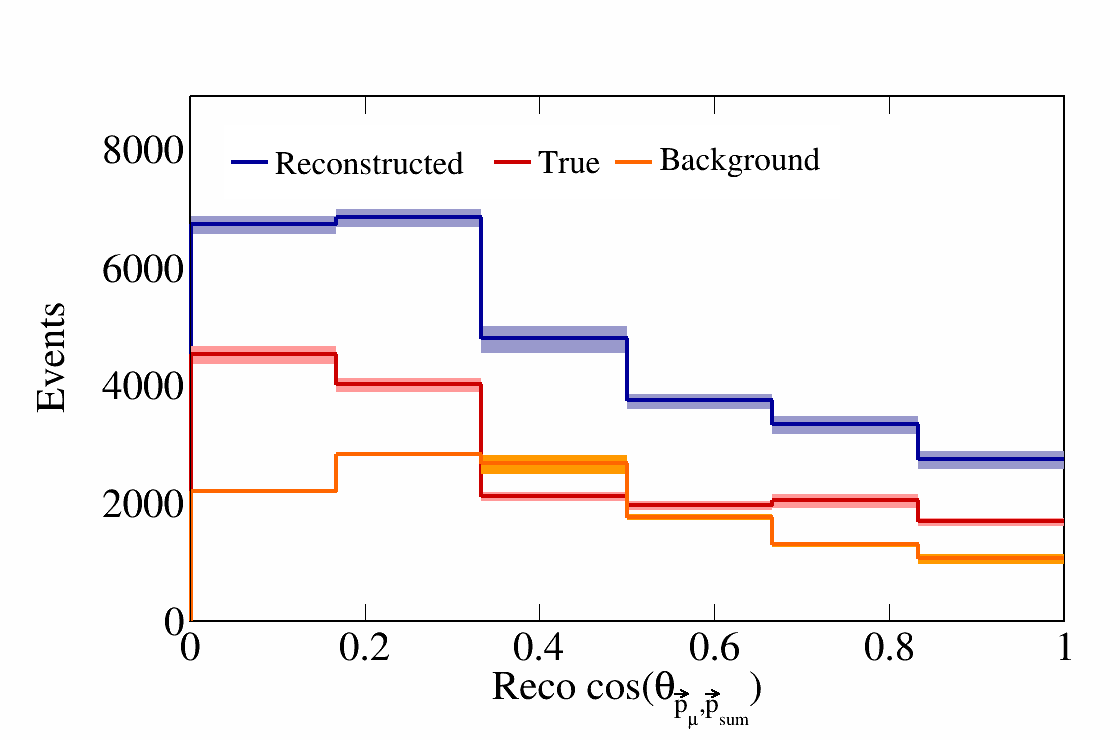 8000
6000
4000
2000
0
Events
Reconstructed True Background
0 0.2 0.4 0.6 0.8 1
Reco cos(θ p⃗μ,p⃗sum)